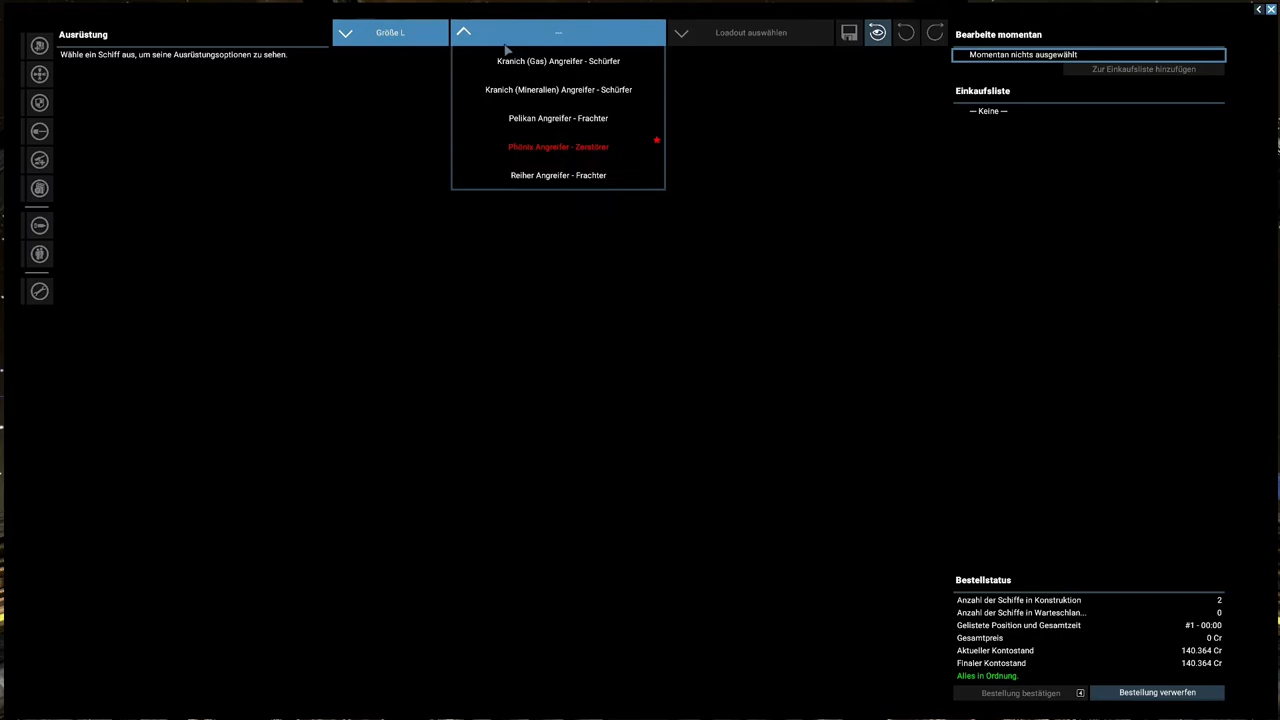 Ausrüstung
Wähle ein Schiff aus, um seine Ausrüstungsoptionen zu sehen.
Größe L
—
Loadout auswählen
Kranich (Gas) Angreifer - Schürfer
Kranich (Mineralien) Angreifer - Schürfer
Pelikan Angreifer - Frachter
Phönix Angreifer - Zerstörer
Reiher Angreifer - Frachter
Bearbeite momentan
Momentan nichts ausgewählt
Zur Einkaufsliste hinzufügen
Einkaufsliste
— Keine —
Bestellstatus
Anzahl der Schiffe in Konstruktion 2
Anzahl der Schiffe in Warteschlan... 0
Gelistete Position und Gesamtzeit #1 - 00:00
Gesamtpreis 0 Cr
Aktueller Kontostand 140.364 Cr
Finaler Kontostand 140.364 Cr
Alles in Ordnung.
Bestellung bestätigen
Bestellung verwerfen